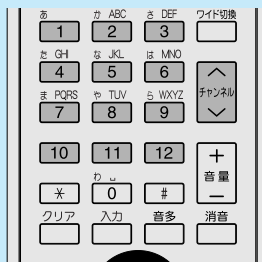 あ か ABC さ DEF ワイド切換
1 2 3
た GHI な JKL は MNO
4 5 6
チャンネル
ま PQRS や TUV ら WXYZ
7 8 9
10 11 12 +
わ ␣ 音量
* 0 # −
クリア 入力 音多 消音